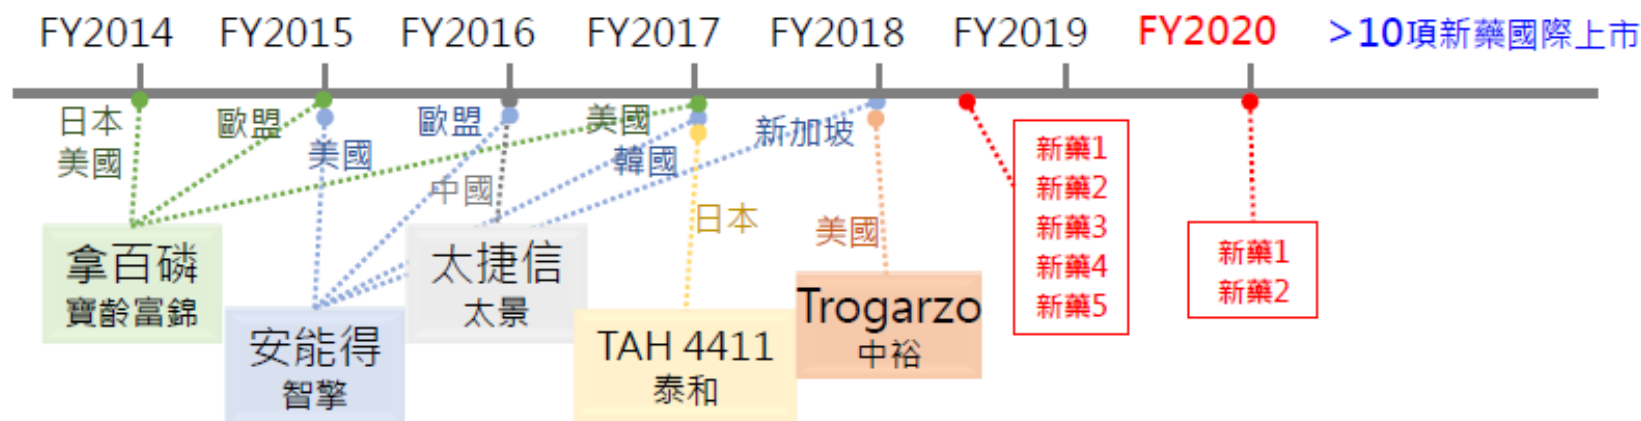 FY2014 FY2015 FY2016 FY2017 FY2018 FY2019 FY2020 >10項新藥國際上市
日本
美國
歐盟
美國
歐盟
中國
美國
韓國
日本
新加坡
美國
拿百磷
寶齡富錦
安能得
智擎
太捷信
太景
TAH 4411
泰和
Trogarzo
中裕
新藥1
新藥2
新藥3
新藥4
新藥5
新藥1
新藥2